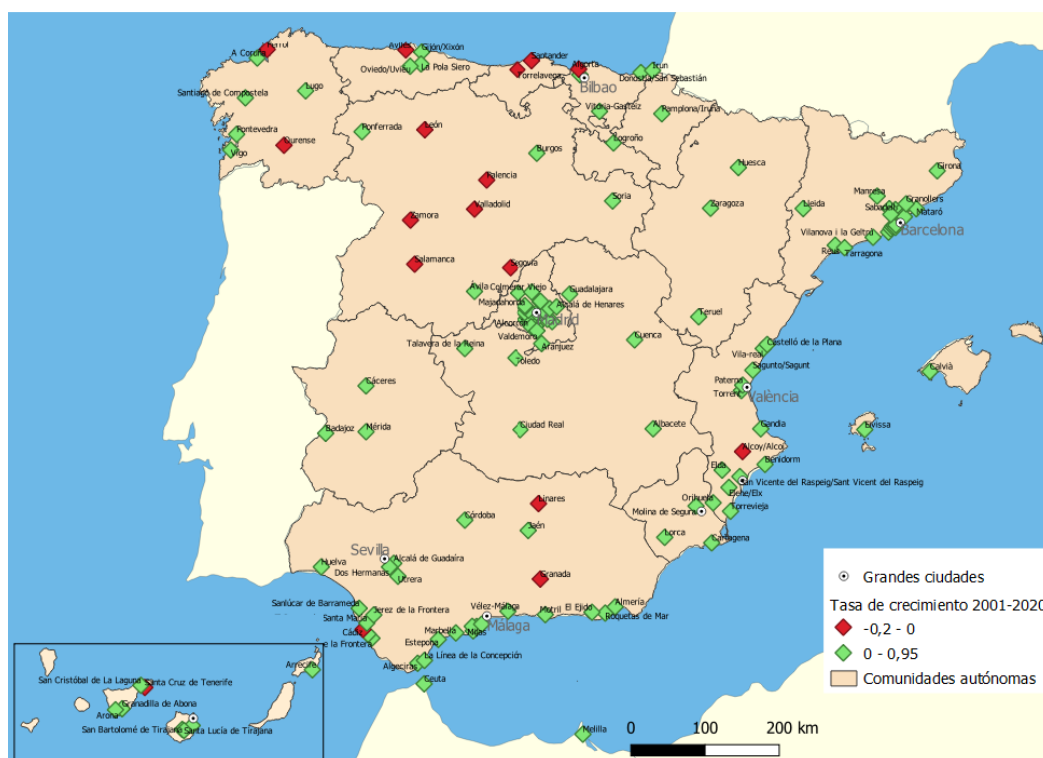 Ferrol
A Coruña
Avilés
Gijón/Xixón
Oviedo/Uvieu
La Pola Siero
Santander
Torrelavega
Algorta
Bilbao
Irun
Donostia/San Sebastián
Lugo
Santiago de Compostela
Vitoria-Gasteiz
Pamplona/Iruña
Pontevedra
Ponferrada
León
Logroño
Ourense
Vigo
Burgos
Huesca
Girona
Palencia
Manresa
Soria
Granollers
Valladolid
Zaragoza
Lleida
Sabadell
Mataró
Zamora
Vilanova i la Geltrú
Barcelona
Reus
Tarragona
Salamanca
Segovia
Ávila
Colmenar Viejo
Guadalajara
Majadahonda
Alcalá de Henares
Madrid
Alcorcón
Teruel
Valdemoro
Aranjuez
Cuenca
Castelló de la Plana
Talavera de la Reina
Vila-real
Toledo
Sagunto/Sagunt
Calvià
Cáceres
Paterna
Torrent
València
Badajoz
Mérida
Ciudad Real
Albacete
Gandia
Eivissa
Alcoy/Alcoi
Elda
Benidorm
San Vicente del Raspeig/Sant Vicent del Raspeig
Elche/Elx
Linares
Orihuela
Molina de Segura
Torrevieja
Córdoba
Jaén
Lorca
Cartagena
Sevilla
Alcalá de Guadaíra
Huelva
Dos Hermanas
Utrera
Granada
Sanlúcar de Barrameda
Jerez de la Frontera
Vélez-Málaga
Motril
El Ejido
Almería
Roquetas de Mar
Santa María
Málaga
Cádiz
Marbella
Mijas
e la Frontera
Estepona
La Línea de la Concepción
Algeciras
Ceuta
Melilla
Arrecife
San Cristóbal de La Laguna
Santa Cruz de Tenerife
Granadilla de Abona
Arona
San Bartolomé de Tirajana
Santa Lucía de Tirajana
Grandes ciudades
Tasa de crecimiento 2001-2020
-0,2 - 0
0 - 0,95
Comunidades autónomas
0 100 200 km